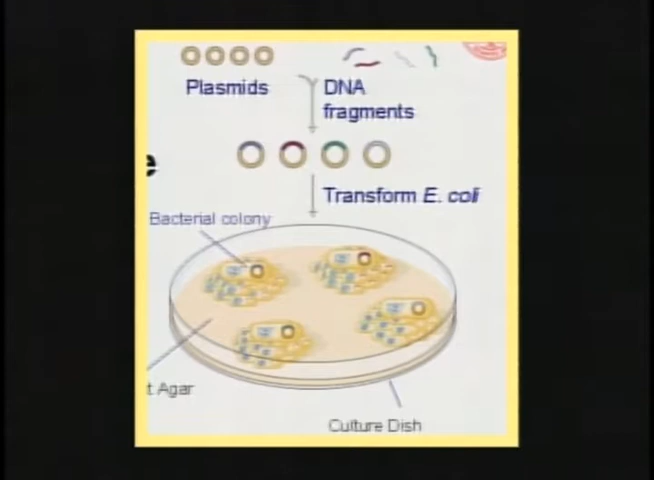 Plasmids
DNA
fragments
e
Transform E. coli
Bacterial colony
t Agar
Culture Dish